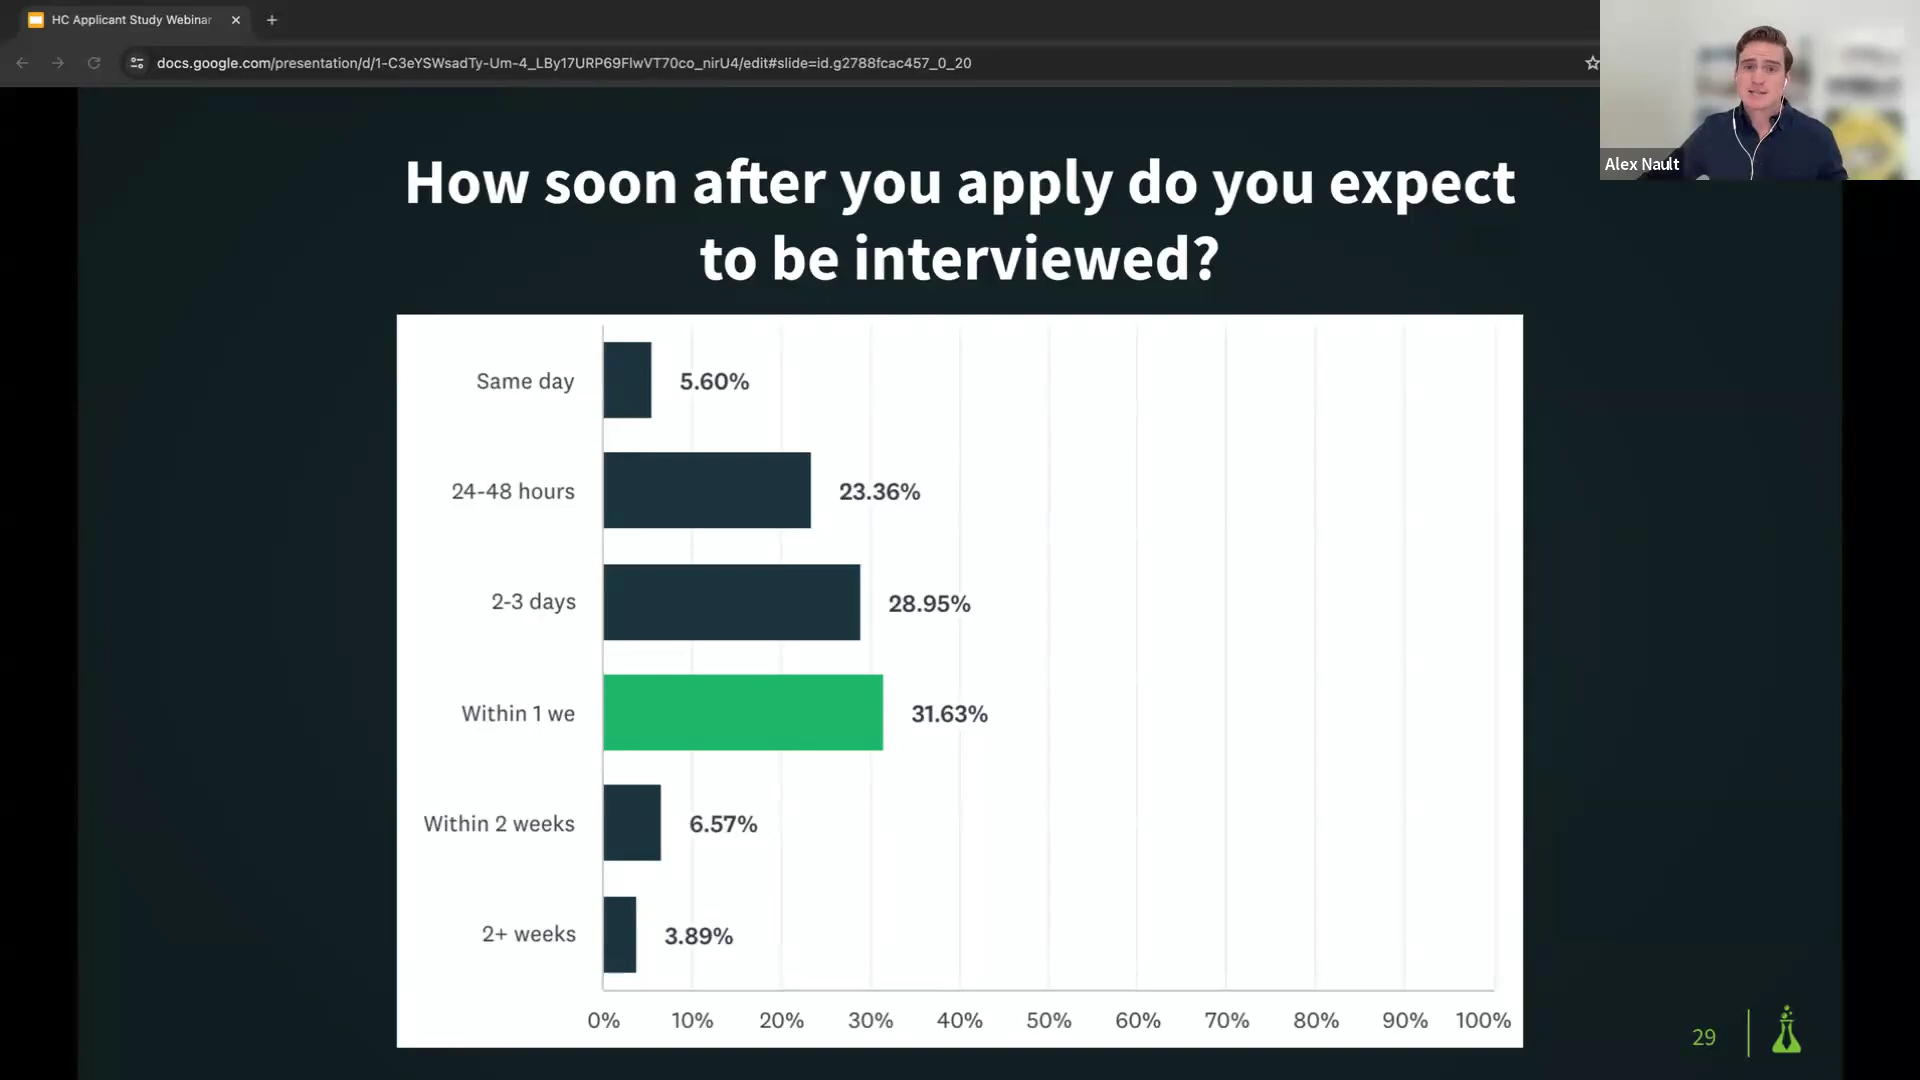 HC Applicant Study Webinar
docs.google.com/presentation/d/1-C3eYSWsadTy-Um-4_LBy17URP69FlwVT70co_nirU4/edit#slide=id.g2788fcac457_0_20
Alex Nault
How soon after you apply do you expect
to be interviewed?
Same day 5.60%
24-48 hours 23.36%
2-3 days 28.95%
Within 1 we 31.63%
Within 2 weeks 6.57%
2+ weeks 3.89%
0% 10% 20% 30% 40% 50% 60% 70% 80% 90% 100%
29